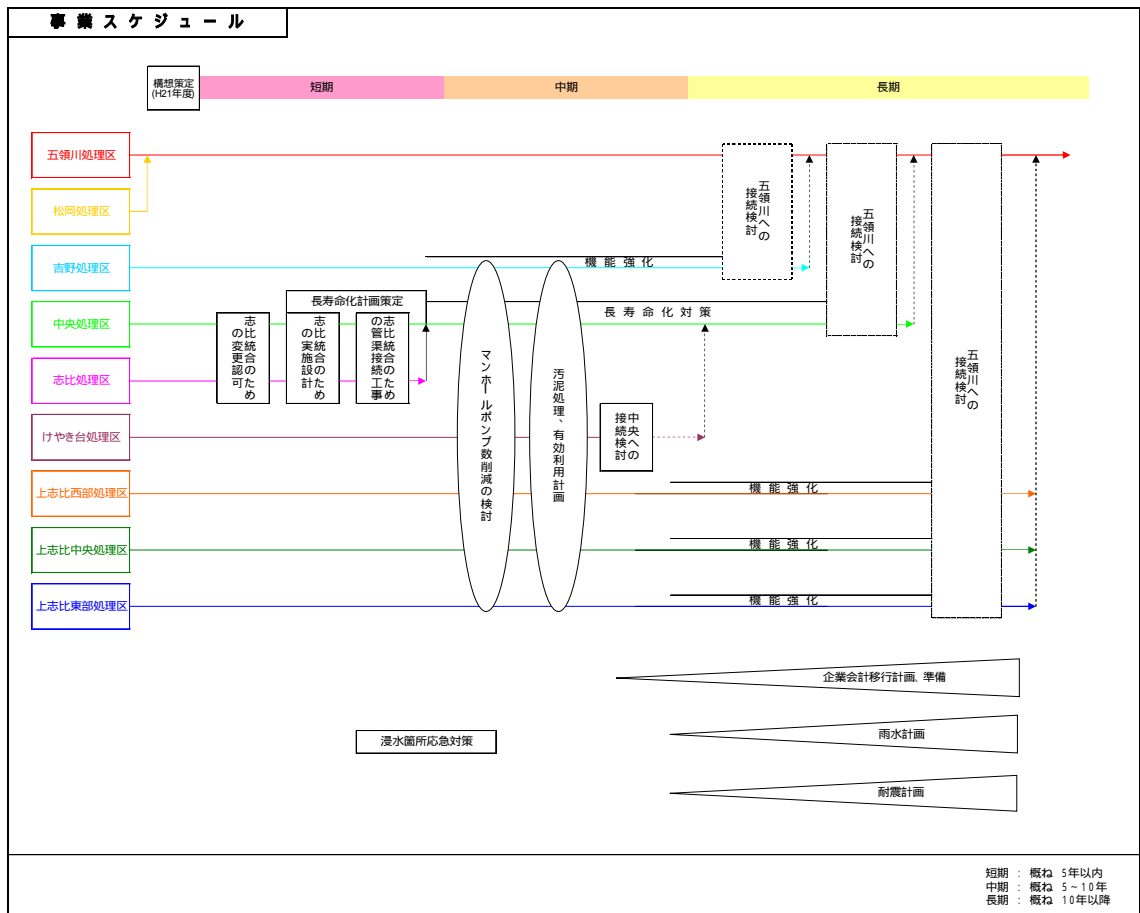 事業スケジュール
構想策定
(H21年度)
短期
中期
長期
五領川処理区
松岡処理区
吉野処理区
中央処理区
志比処理区
けやき台処理区
上志比西部処理区
上志比中央処理区
上志比東部処理区
志比統合のため
の変更認可
長寿命化計画策定
志比統合のため
の実施設計
志比統合のため
の管渠接続工事
マンホールポンプ数削減の検討
汚泥処理、有効利用計画
中央への
接続検討
機能強化
長寿命化対策
五領川への
接続検討
五領川への
接続検討
五領川への
接続検討
機能強化
機能強化
機能強化
企業会計移行計画、準備
浸水箇所応急対策
雨水計画
耐震計画
短期 : 概ね 5年以内
中期 : 概ね 5~10年
長期 : 概ね 10年以降